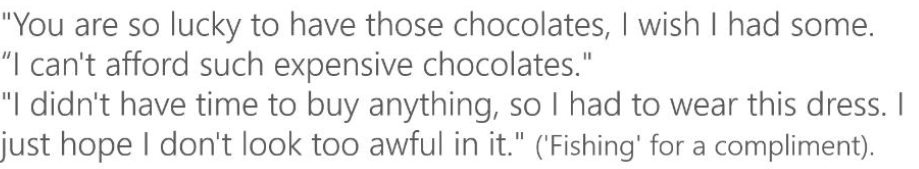 "You are so lucky to have those chocolates, I wish I had some.
“I can't afford such expensive chocolates."
"I didn't have time to buy anything, so I had to wear this dress. I
just hope I don't look too awful in it." ('Fishing' for a compliment).